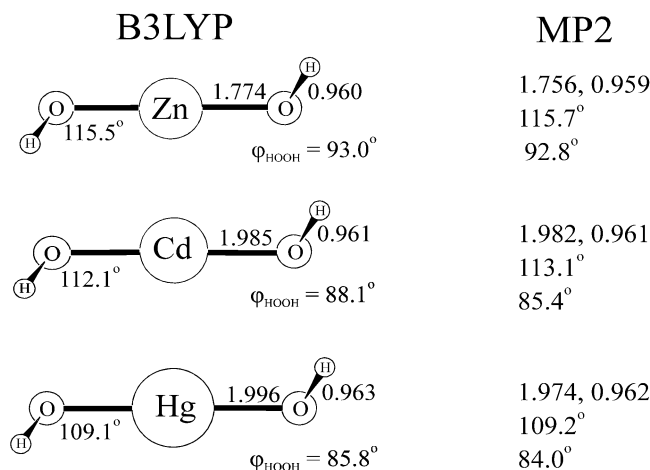 B3LYP MP2
H
O Zn 1.774 O 0.960
115.5°
H
φHOOH = 93.0°
1.756, 0.959
115.7°
92.8°
H
O Cd 1.985 O 0.961
112.1°
H
φHOOH = 88.1°
1.982, 0.961
113.1°
85.4°
H
O Hg 1.996 O 0.963
109.1°
H
φHOOH = 85.8°
1.974, 0.962
109.2°
84.0°